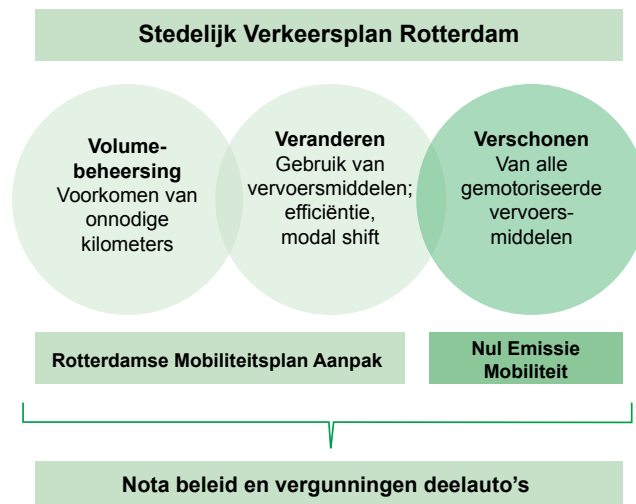 Stedelijk Verkeersplan Rotterdam
Volume-
beheersing
Voorkomen van
onnodige
kilometers
Veranderen
Gebruik van
vervoersmiddelen;
efficiëntie,
modal shift
Verschonen
Van alle
gemotoriseerde
vervoers-
middelen
Rotterdamse Mobiliteitsplan Aanpak
Nul Emissie
Mobiliteit
Nota beleid en vergunningen deelauto's